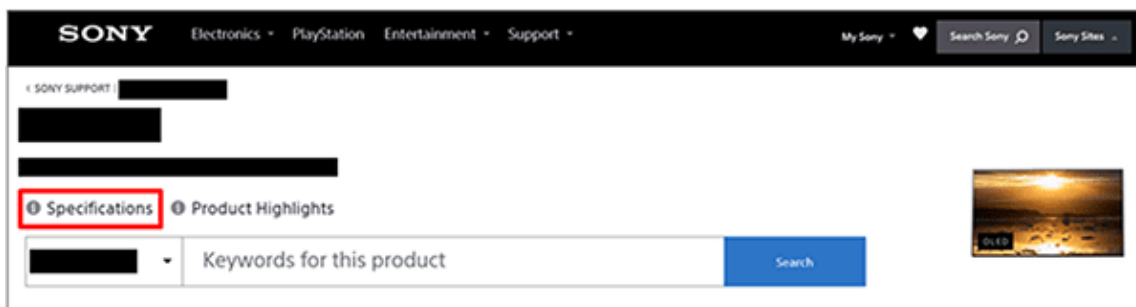 SONY Electronics PlayStation Entertainment Support My Sony Search Sony Sony Sites
‹ SONY SUPPORT |
Specifications Product Highlights
OLED
Keywords for this product Search